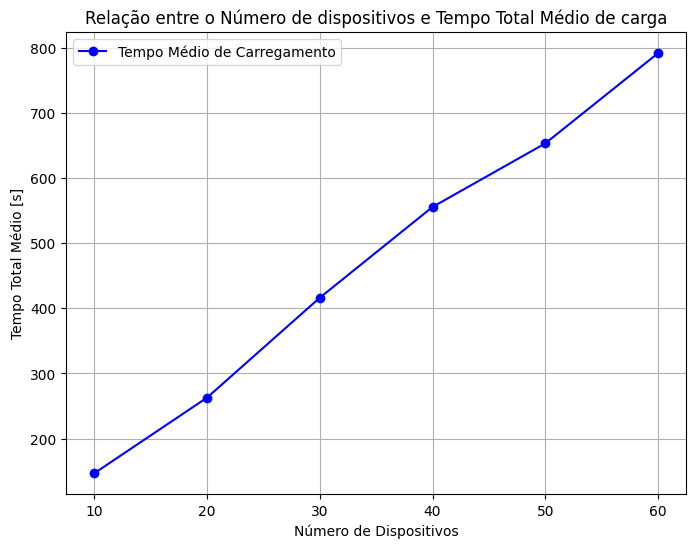 Relação entre o Número de dispositivos e Tempo Total Médio de carga
Tempo Médio de Carregamento
Tempo Total Médio [s]
800
700
600
500
400
300
200
10 20 30 40 50 60
Número de Dispositivos